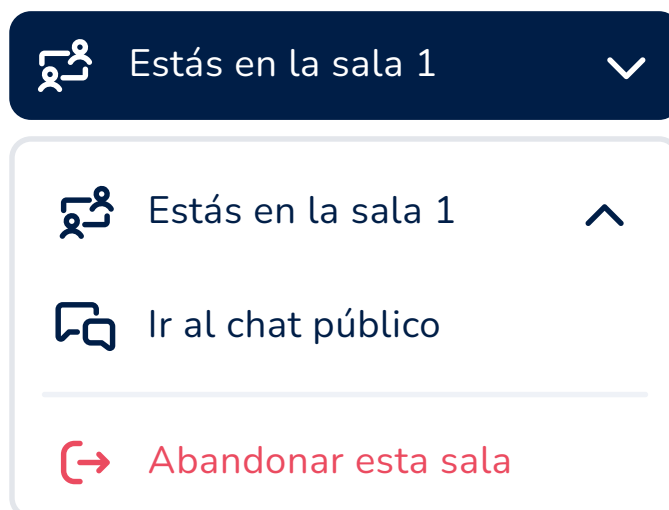 Estás en la sala 1
Estás en la sala 1
Ir al chat público
Abandonar esta sala